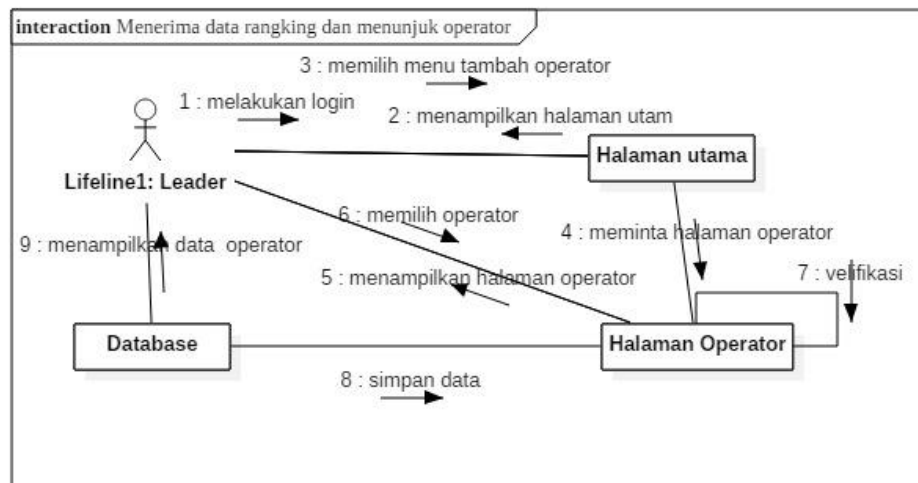 interaction Menerima data rangking dan menunjuk operator
3 : memilih menu tambah operator
1 : melakukan login
2 : menampilkan halaman utam
Halaman utama
Lifeline1: Leader
6 : memilih operator
4 : meminta halaman operator
9 : menampilkan data operator
5 : menampilkan halaman operator
7 : velifikasi
Database
Halaman Operator
8 : simpan data